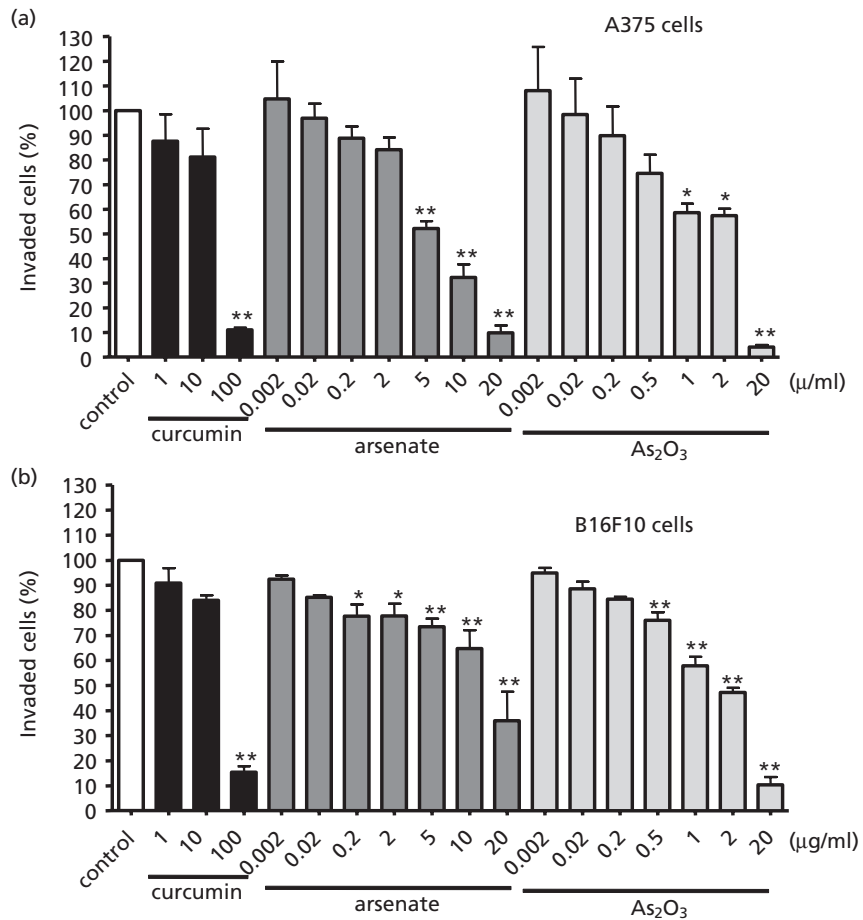 (a)
A375 cells
Invaded cells (%)
130
120
110
100
90
80
70
60
50
40
30
20
10
0
** ** ** ** * * **
control 1 10 100 0.002 0.02 0.2 2 5 10 20 0.002 0.02 0.2 0.5 1 2 20 (μ/ml)
curcumin arsenate As₂O₃
(b)
B16F10 cells
Invaded cells (%)
130
120
110
100
90
80
70
60
50
40
30
20
10
0
** * * ** ** ** ** ** ** **
control 1 10 100 0.002 0.02 0.2 2 5 10 20 0.002 0.02 0.2 0.5 1 2 20 (μg/ml)
curcumin arsenate As₂O₃